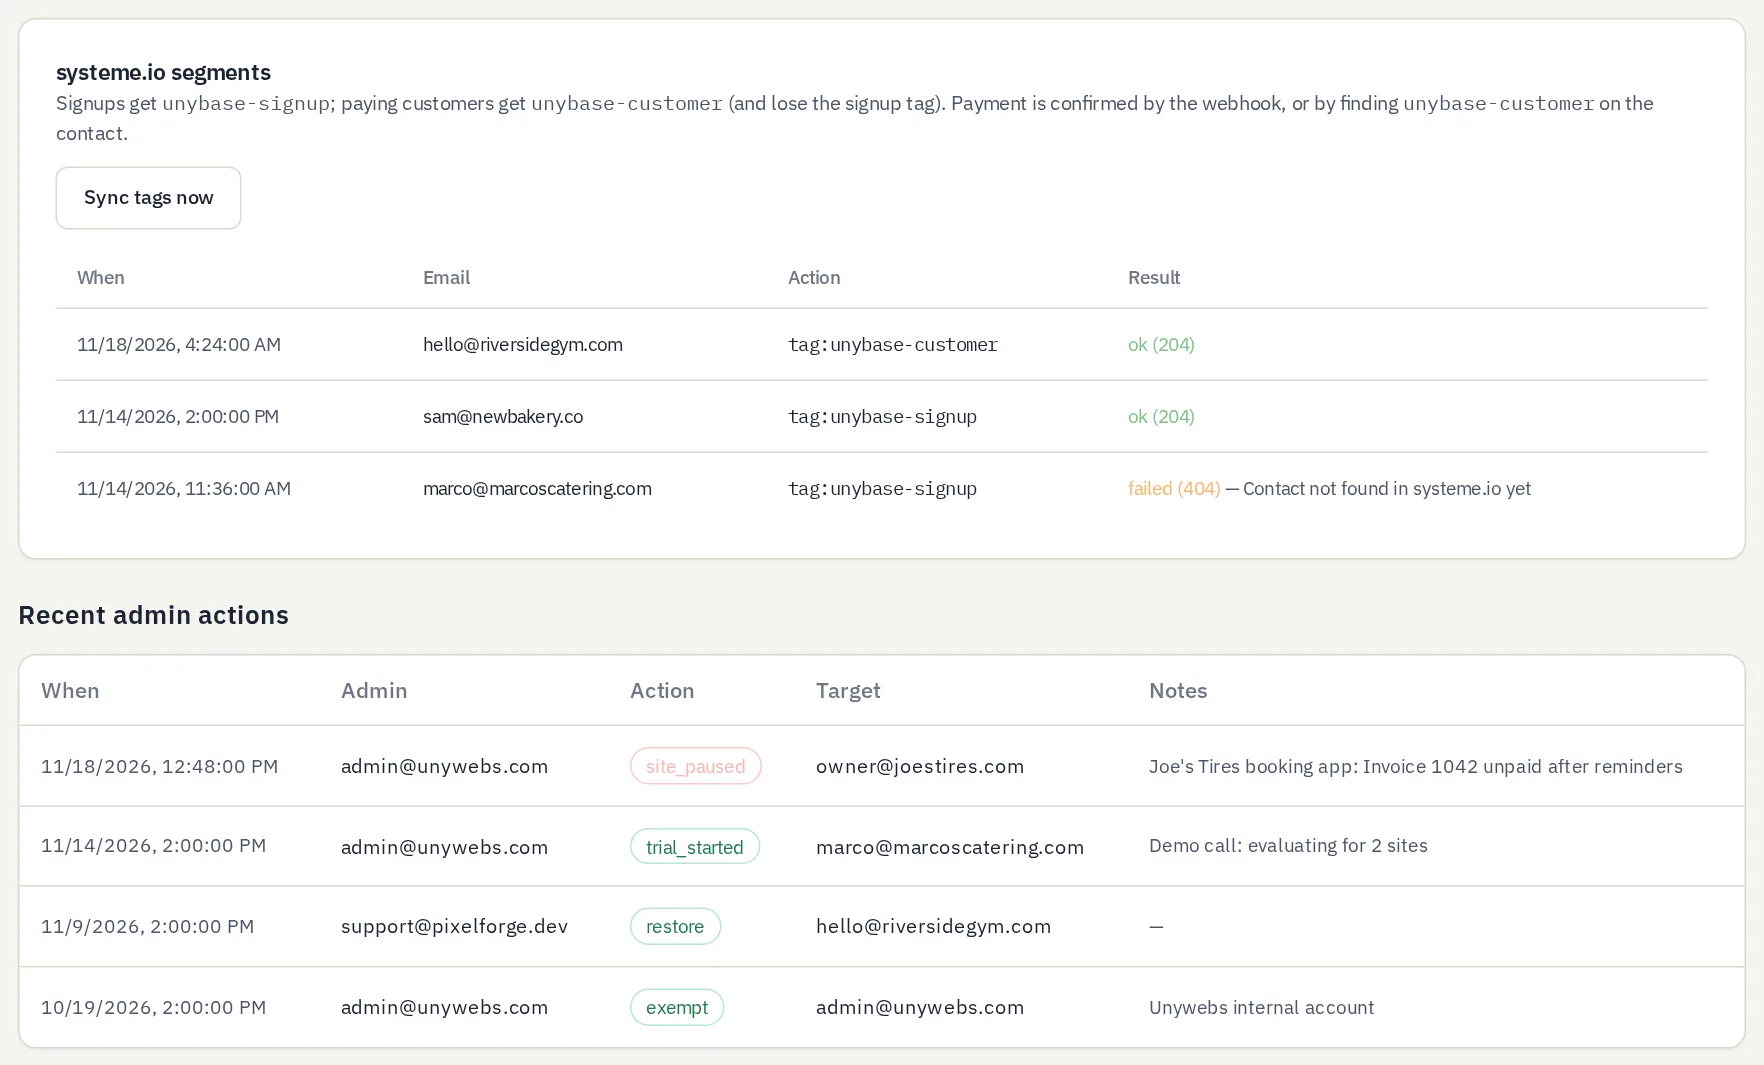 systeme.io segments
Signups get unybase-signup; paying customers get unybase-customer (and lose the signup tag). Payment is confirmed by the webhook, or by finding unybase-customer on the
contact.
Sync tags now
When Email Action Result
11/18/2026, 4:24:00 AM hello@riversidegym.com tag:unybase-customer ok (204)
11/14/2026, 2:00:00 PM sam@newbakery.co tag:unybase-signup ok (204)
11/14/2026, 11:36:00 AM marco@marcoscatering.com tag:unybase-signup failed (404) — Contact not found in systeme.io yet
Recent admin actions
When Admin Action Target Notes
11/18/2026, 12:48:00 PM admin@unywebs.com site_paused owner@joestires.com Joe's Tires booking app: Invoice 1042 unpaid after reminders
11/14/2026, 2:00:00 PM admin@unywebs.com trial_started marco@marcoscatering.com Demo call: evaluating for 2 sites
11/9/2026, 2:00:00 PM support@pixelforge.dev restore hello@riversidegym.com —
10/19/2026, 2:00:00 PM admin@unywebs.com exempt admin@unywebs.com Unywebs internal account